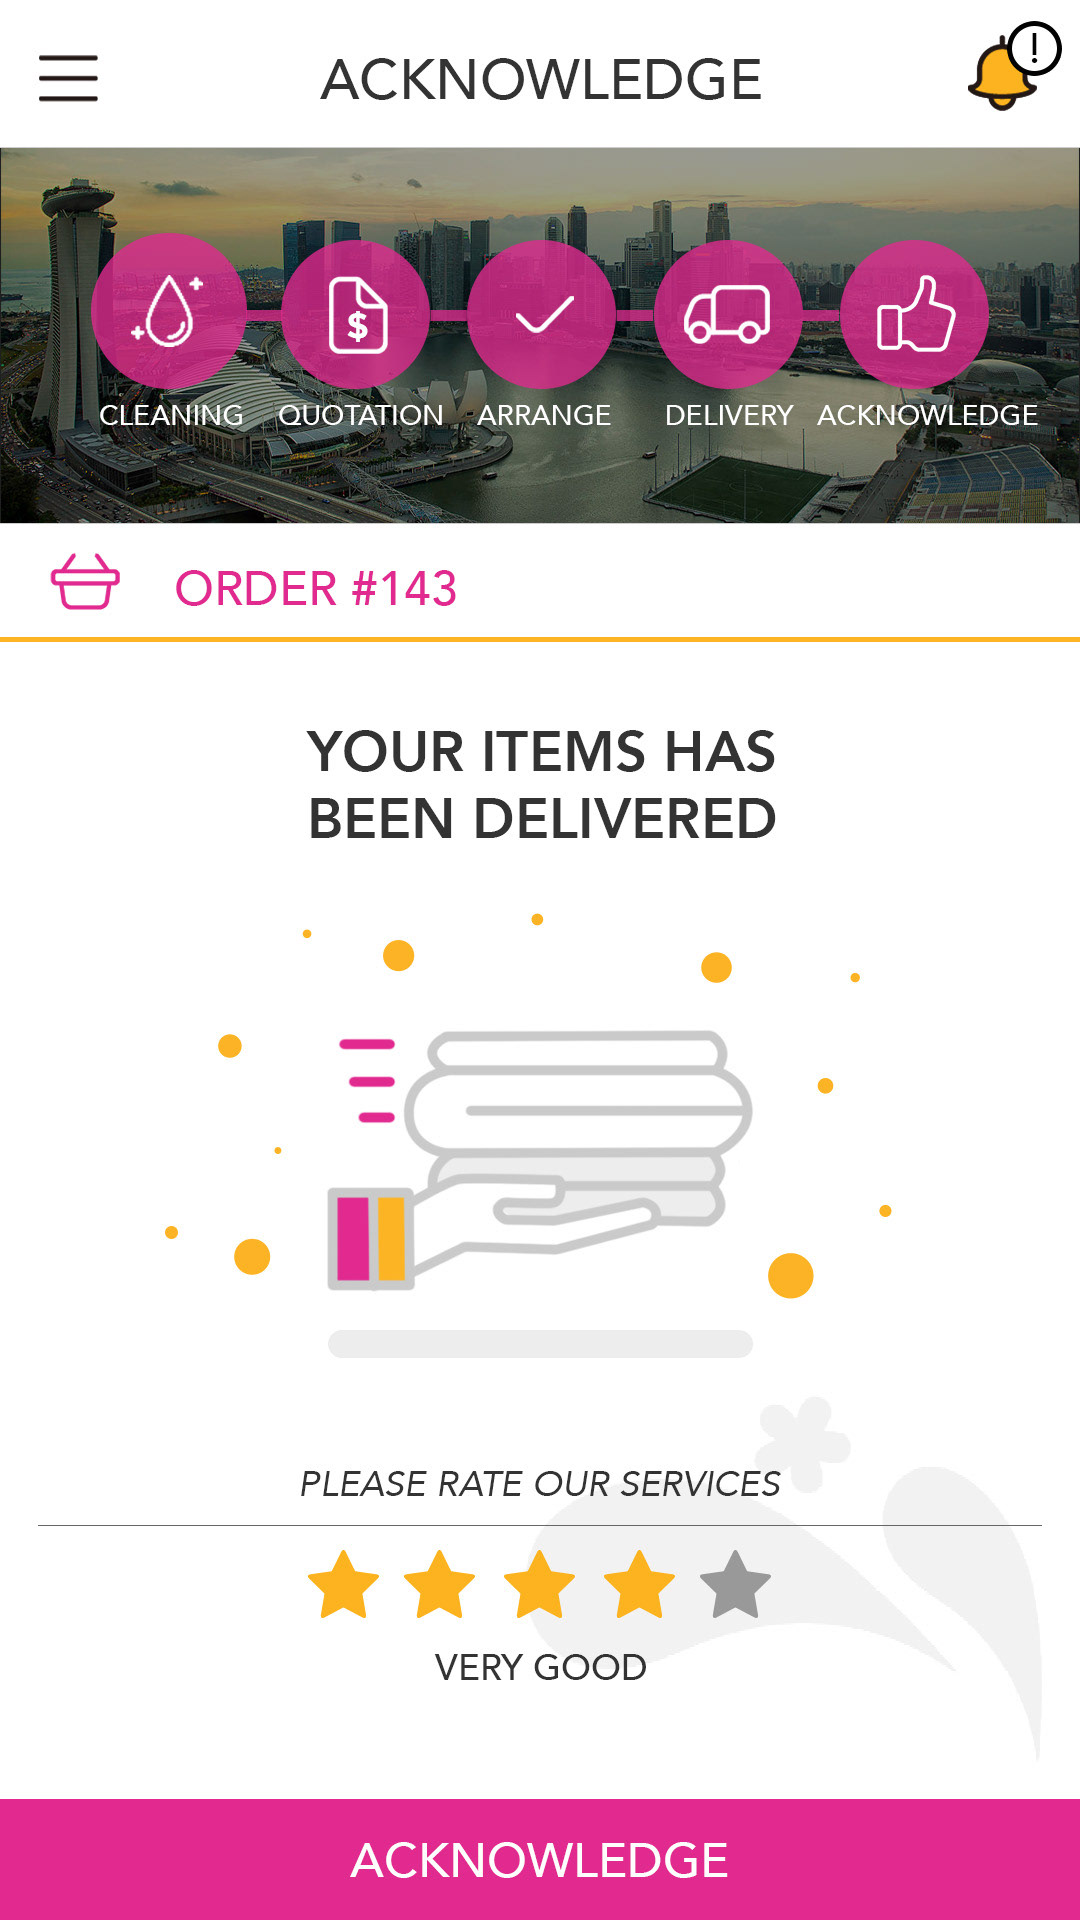 ACKNOWLEDGE
!
CLEANING QUOTATION ARRANGE DELIVERY ACKNOWLEDGE
$
ORDER #143
YOUR ITEMS HAS
BEEN DELIVERED
PLEASE RATE OUR SERVICES
VERY GOOD
ACKNOWLEDGE